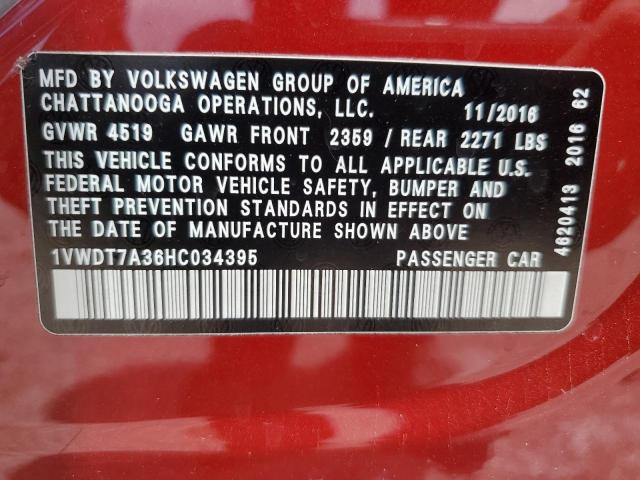 MFD BY VOLKSWAGEN GROUP OF AMERICA
CHATTANOOGA OPERATIONS, LLC. 11/2016
GVWR 4519 GAWR FRONT 2359 / REAR 2271 LBS
THIS VEHICLE CONFORMS TO ALL APPLICABLE U.S.
FEDERAL MOTOR VEHICLE SAFETY, BUMPER AND
THEFT PREVENTION STANDARDS IN EFFECT ON
THE DATE OF MANUFACTURE SHOWN ABOVE
1VWDT7A36HC034395 PASSENGER CAR
4620413 2016 62